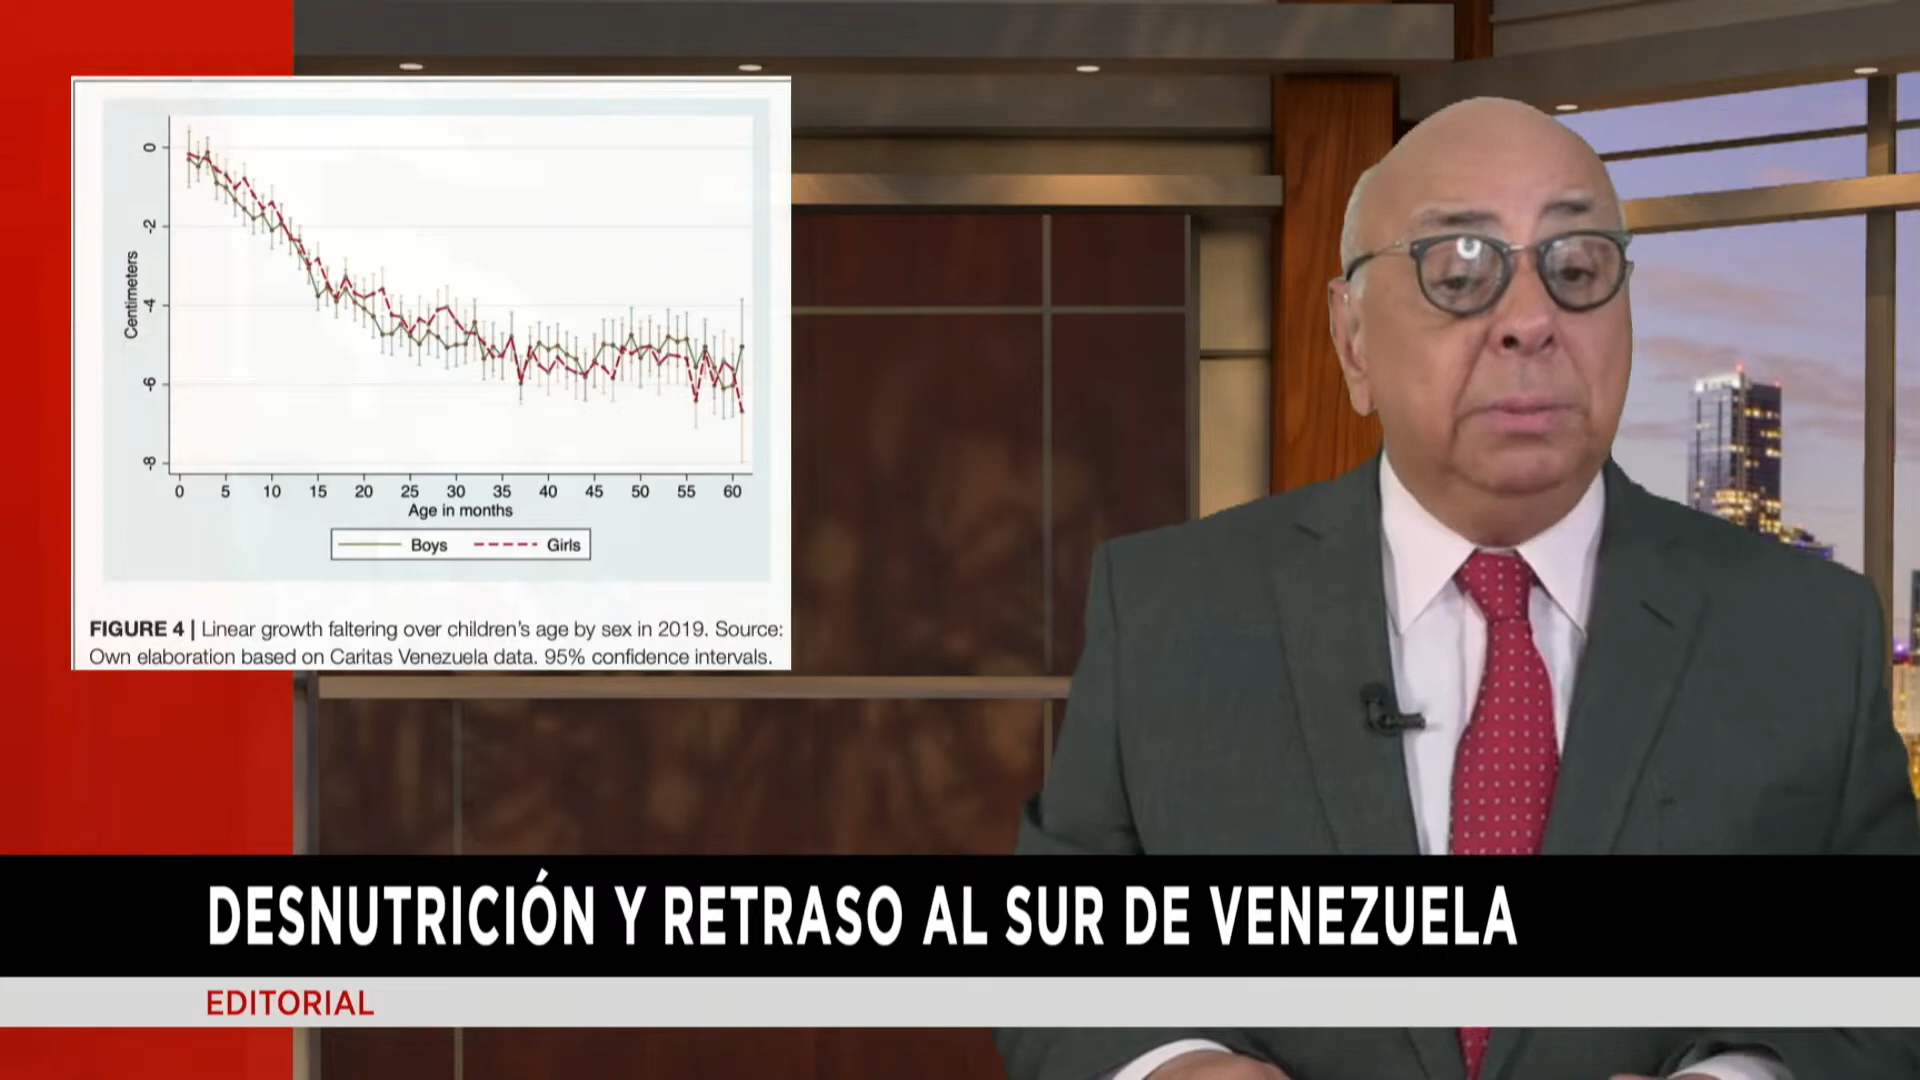 0
-2
-4
-6
-8
Centimeters
0 5 10 15 20 25 30 35 40 45 50 55 60
Age in months
Boys Girls
FIGURE 4 | Linear growth faltering over children's age by sex in 2019. Source:
Own elaboration based on Caritas Venezuela data. 95% confidence intervals.
DESNUTRICIÓN Y RETRASO AL SUR DE VENEZUELA
EDITORIAL